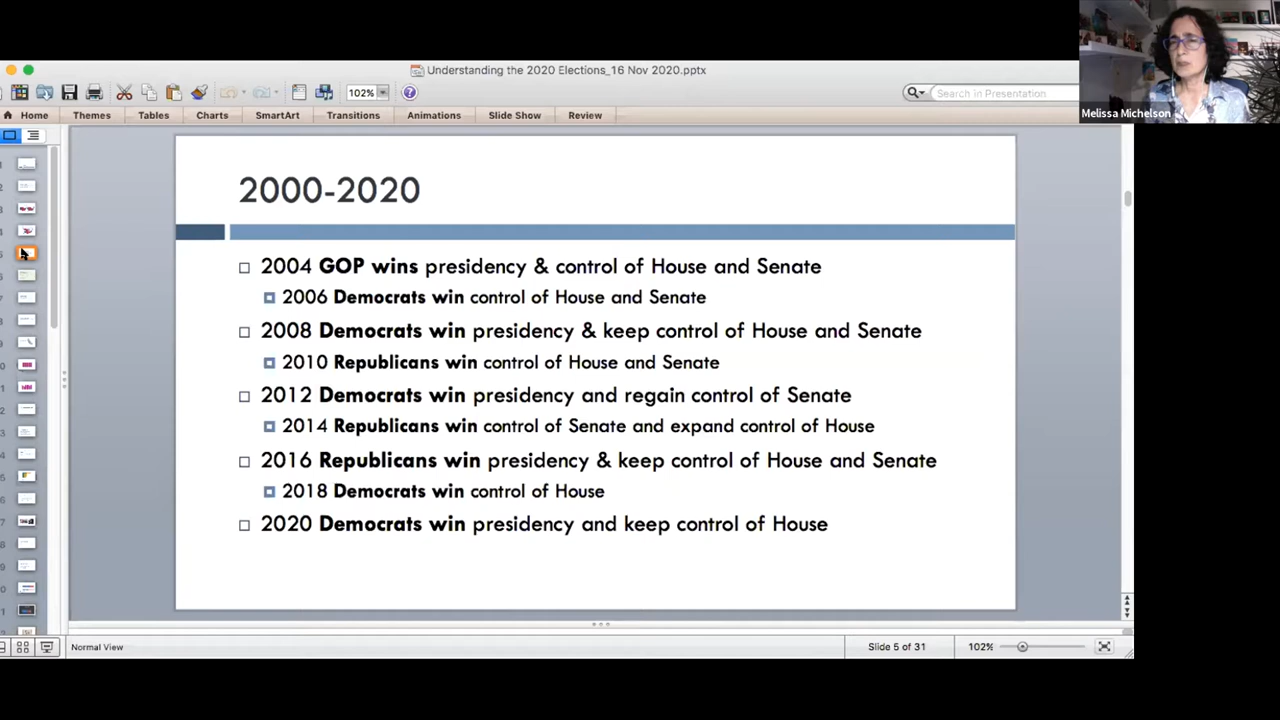 Understanding the 2020 Elections_16 Nov 2020.pptx
102%
Search in Presentation
Home Themes Tables Charts SmartArt Transitions Animations Slide Show Review
Melissa Michelson
2000-2020
2004 GOP wins presidency & control of House and Senate
2006 Democrats win control of House and Senate
2008 Democrats win presidency & keep control of House and Senate
2010 Republicans win control of House and Senate
2012 Democrats win presidency and regain control of Senate
2014 Republicans win control of Senate and expand control of House
2016 Republicans win presidency & keep control of House and Senate
2018 Democrats win control of House
2020 Democrats win presidency and keep control of House
Normal View
Slide 5 of 31
102%